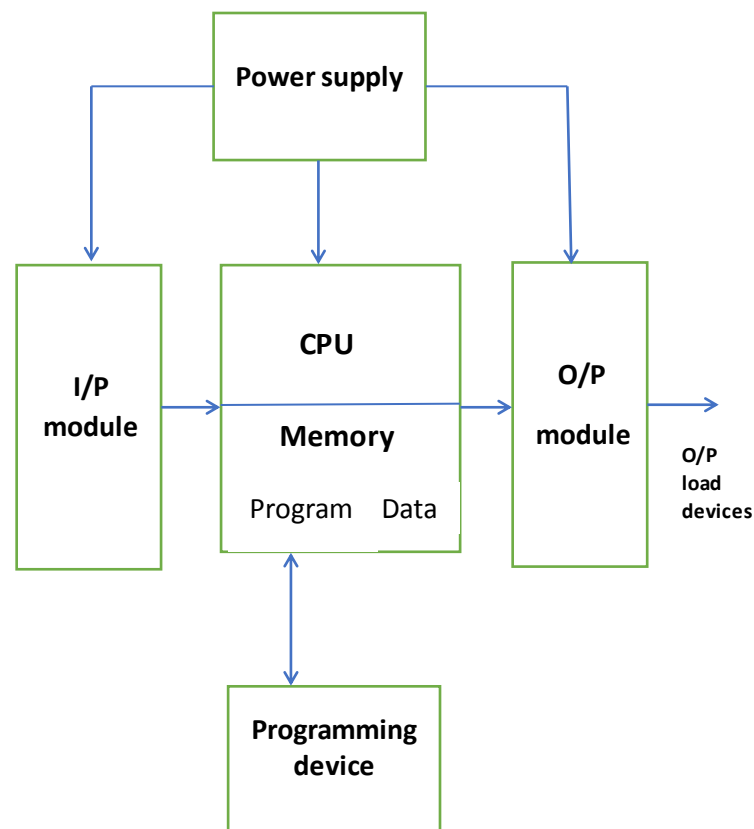 Power supply
I/P
module
CPU
Memory
Program Data
O/P
module
O/P
load
devices
Programming
device